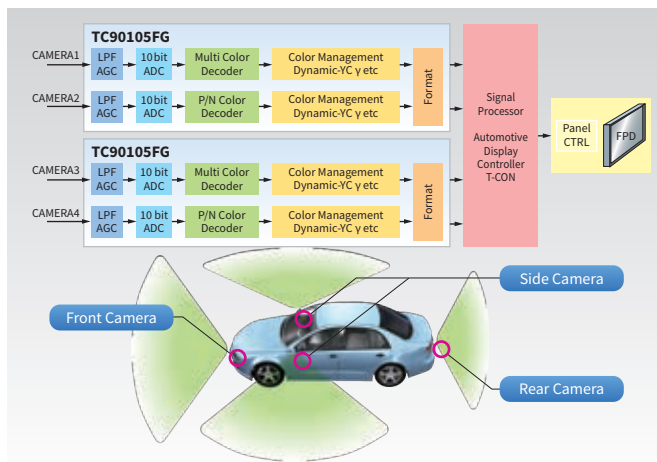 TC90105FG
CAMERA1
LPF
AGC
10 bit
ADC
Multi Color
Decoder
Color Management
Dynamic-YC γ etc
CAMERA2
LPF
AGC
10 bit
ADC
P/N Color
Decoder
Color Management
Dynamic-YC γ etc
Format
TC90105FG
CAMERA3
LPF
AGC
10 bit
ADC
Multi Color
Decoder
Color Management
Dynamic-YC γ etc
CAMERA4
LPF
AGC
10 bit
ADC
P/N Color
Decoder
Color Management
Dynamic-YC γ etc
Format
Signal
Processor
Automotive
Display
Controller
T-CON
Panel
CTRL
FPD
Side Camera
Front Camera
Rear Camera